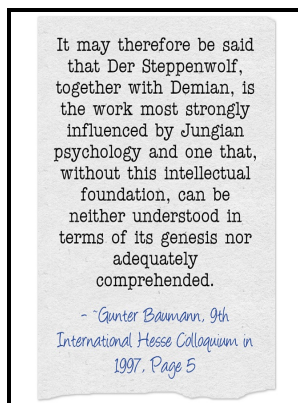 It may therefore be said
that Der Steppenwolf,
together with Demian, is
the work most strongly
influenced by Jungian
psychology and one that,
without this intellectual
foundation, can be
neither understood in
terms of its genesis nor
adequately
comprehended.
- ~Gunter Baumann, 9th
International Hesse Colloquium in
1997, Page 5